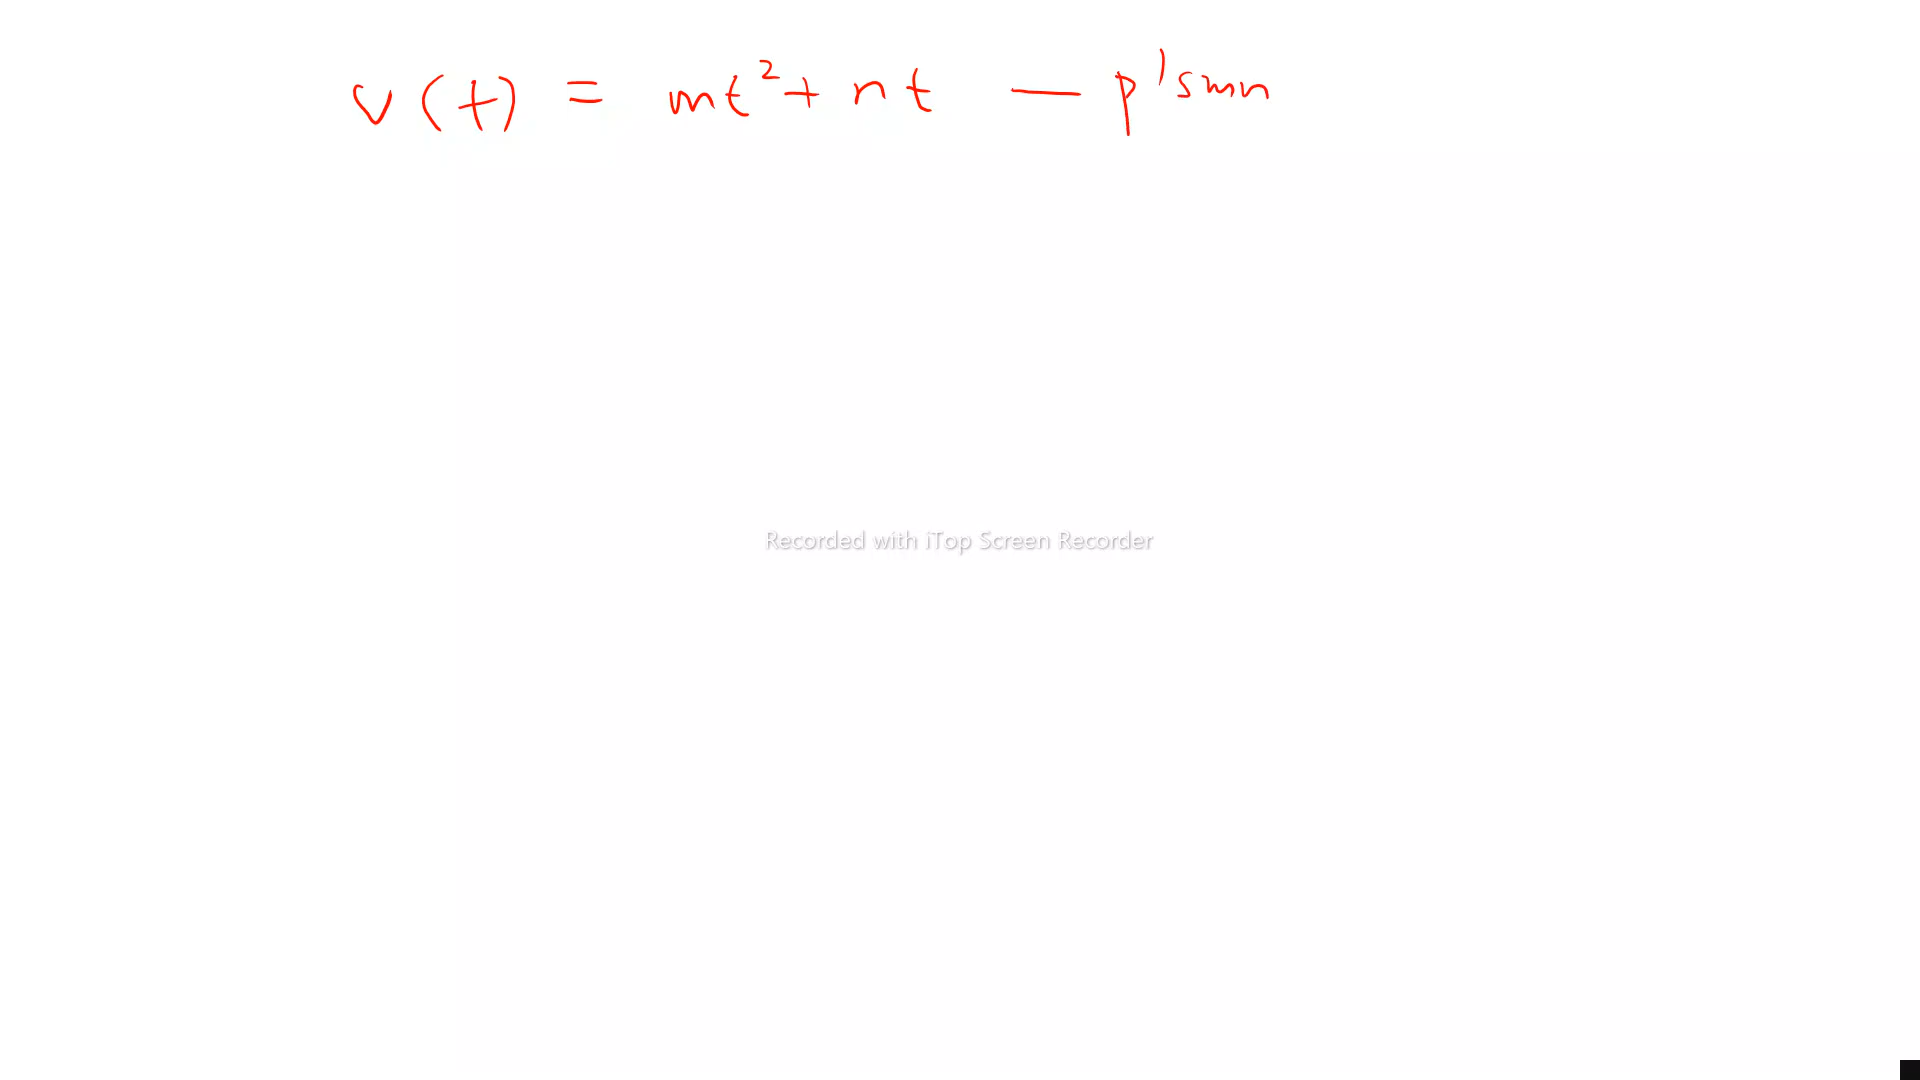 v(t) = mt²+nt — p'smn
Recorded with iTop Screen Recorder